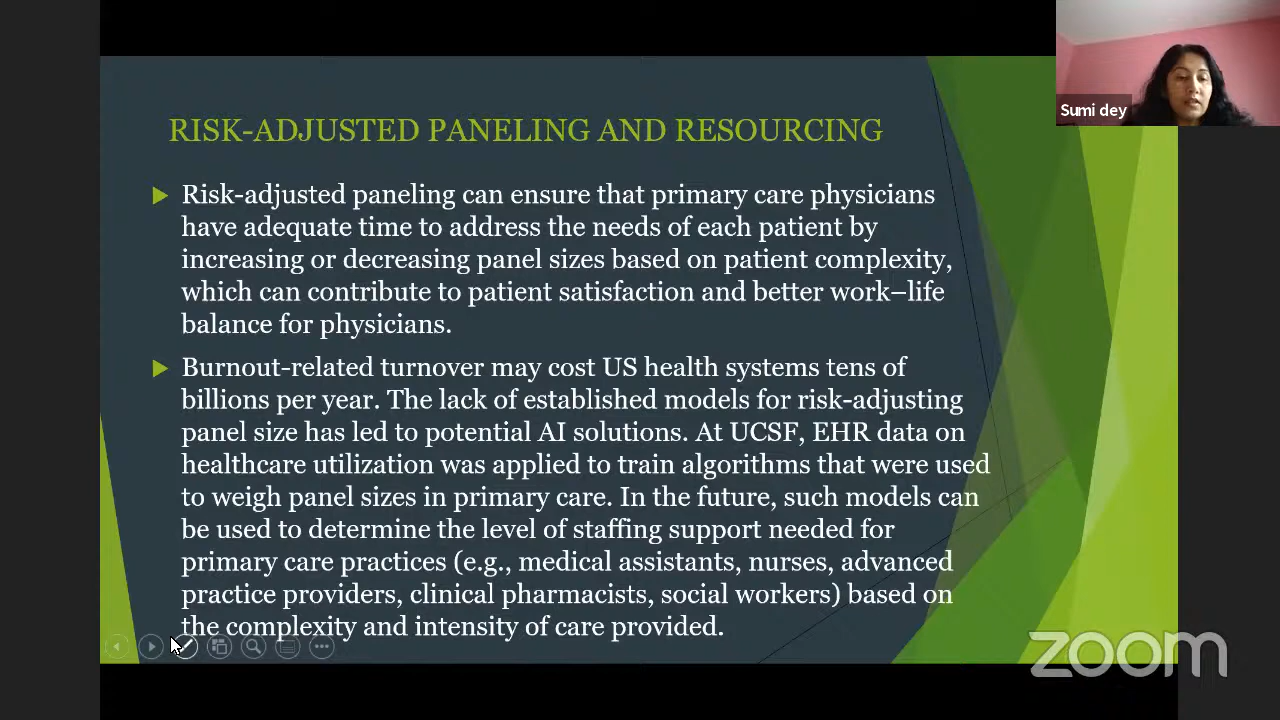 Sumi dey
RISK-ADJUSTED PANELING AND RESOURCING
Risk-adjusted paneling can ensure that primary care physicians
have adequate time to address the needs of each patient by
increasing or decreasing panel sizes based on patient complexity,
which can contribute to patient satisfaction and better work–life
balance for physicians.
Burnout-related turnover may cost US health systems tens of
billions per year. The lack of established models for risk-adjusting
panel size has led to potential AI solutions. At UCSF, EHR data on
healthcare utilization was applied to train algorithms that were used
to weigh panel sizes in primary care. In the future, such models can
be used to determine the level of staffing support needed for
primary care practices (e.g., medical assistants, nurses, advanced
practice providers, clinical pharmacists, social workers) based on
the complexity and intensity of care provided.
zoom